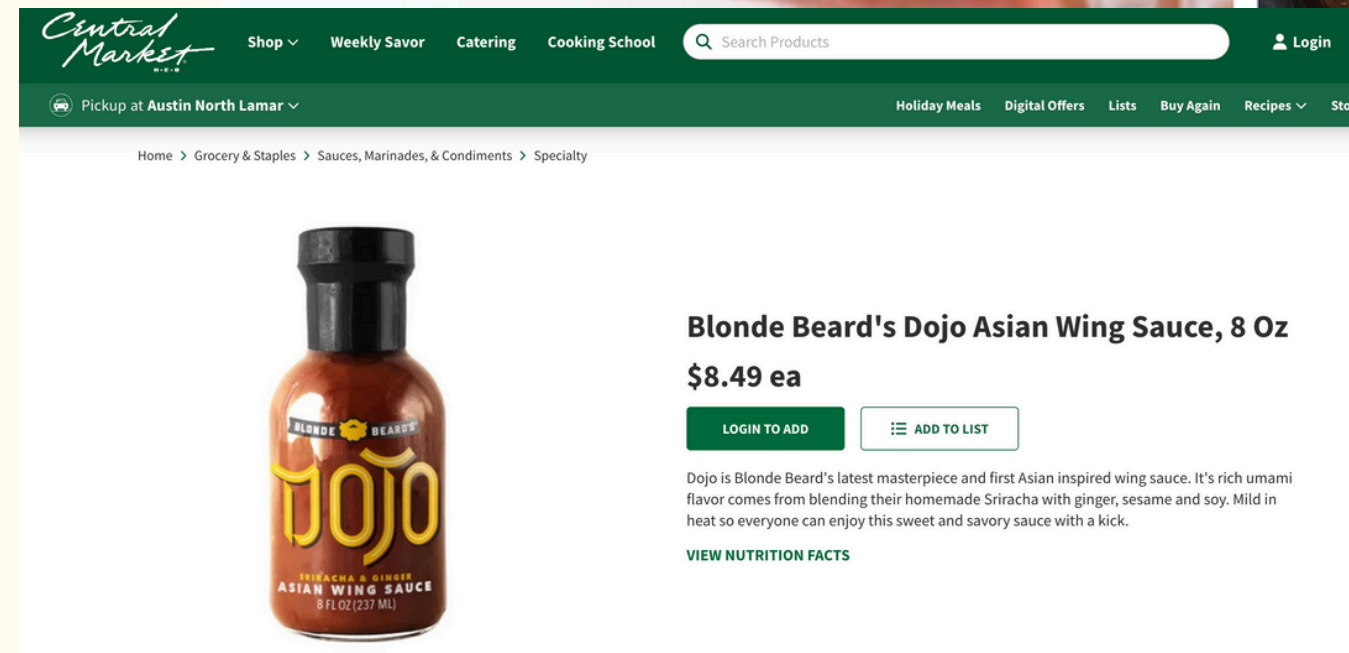 Central
Market
H-E-B
Shop
Weekly Savor
Catering
Cooking School
Search Products
Login
Pickup at Austin North Lamar
Holiday Meals
Digital Offers
Lists
Buy Again
Recipes
Sto
Home > Grocery & Staples > Sauces, Marinades, & Condiments > Specialty
BLONDE BEARD'S
DOJO
SRIRACHA & GINGER
ASIAN WING SAUCE
8 FL OZ (237 ML)
Blonde Beard's Dojo Asian Wing Sauce, 8 Oz
$8.49 ea
LOGIN TO ADD
ADD TO LIST
Dojo is Blonde Beard's latest masterpiece and first Asian inspired wing sauce. It's rich umami
flavor comes from blending their homemade Sriracha with ginger, sesame and soy. Mild in
heat so everyone can enjoy this sweet and savory sauce with a kick.
VIEW NUTRITION FACTS